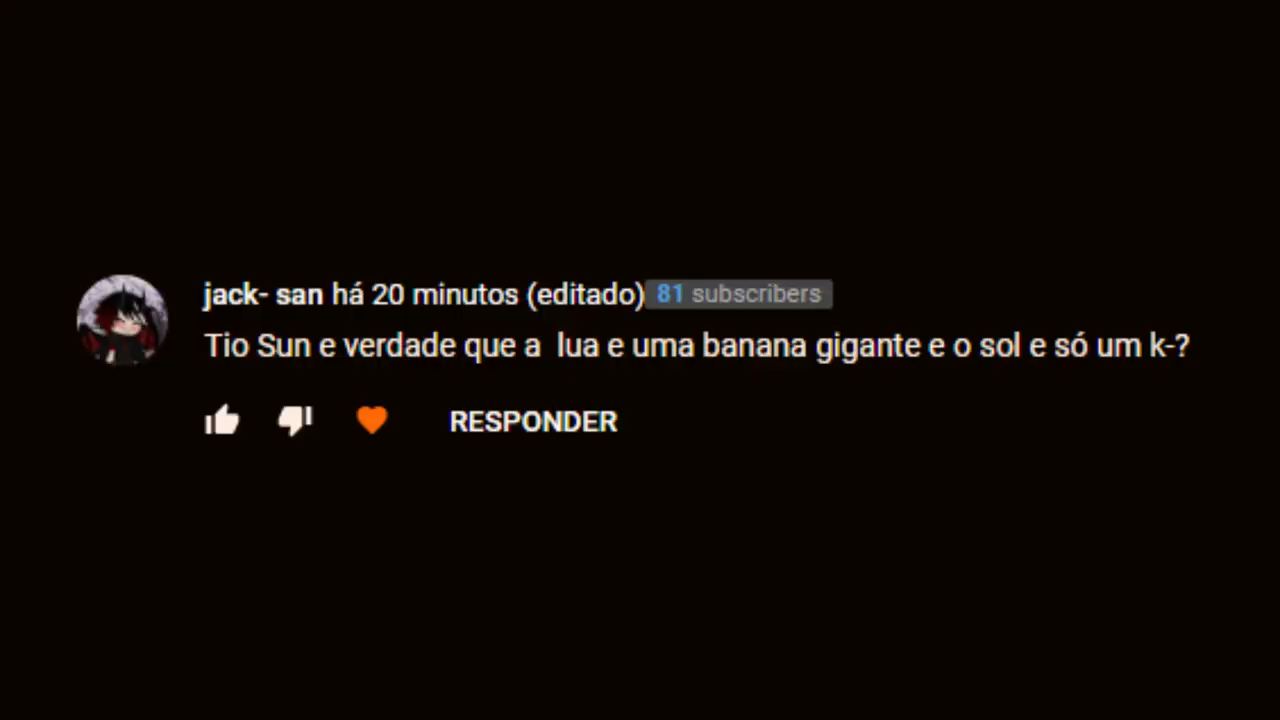 jack- san há 20 minutos (editado) 81 subscribers
Tio Sun e verdade que a  lua e uma banana gigante e o sol e só um k-?
RESPONDER